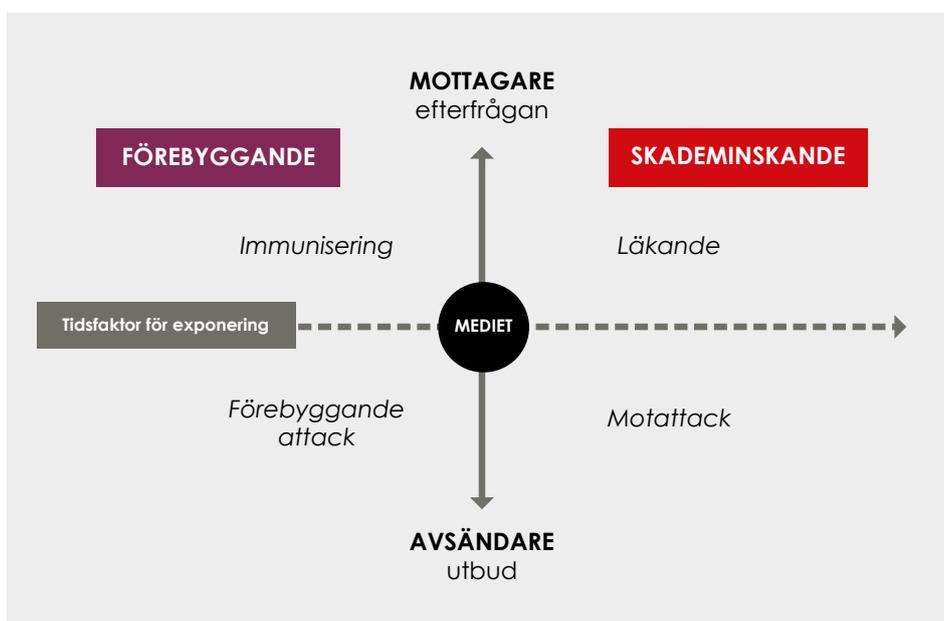 MOTTAGARE
efterfrågan
FÖREBYGGANDE
SKADEMINSKANDE
Immunisering
Läkande
Tidsfaktor för exponering
MEDIET
Förebyggande
attack
Motattack
AVSÄNDARE
utbud